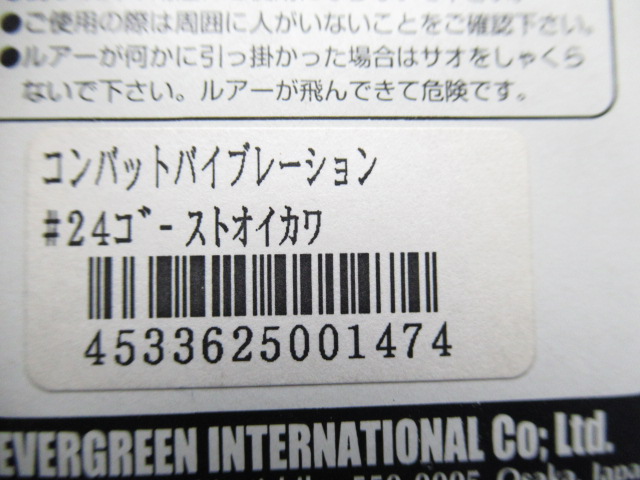 ●ご使用の際は周囲に人がいないことをご確認下さい。
●ルアーが何かに引っ掛かった場合はサオをしゃくら
ないで下さい。ルアーが飛んできて危険です。
コンバットバイブレーション
#24ゴーストオイカワ
4533625001474
EVERGREEN INTERNATIONAL Co; Ltd.
Osaka, Japa